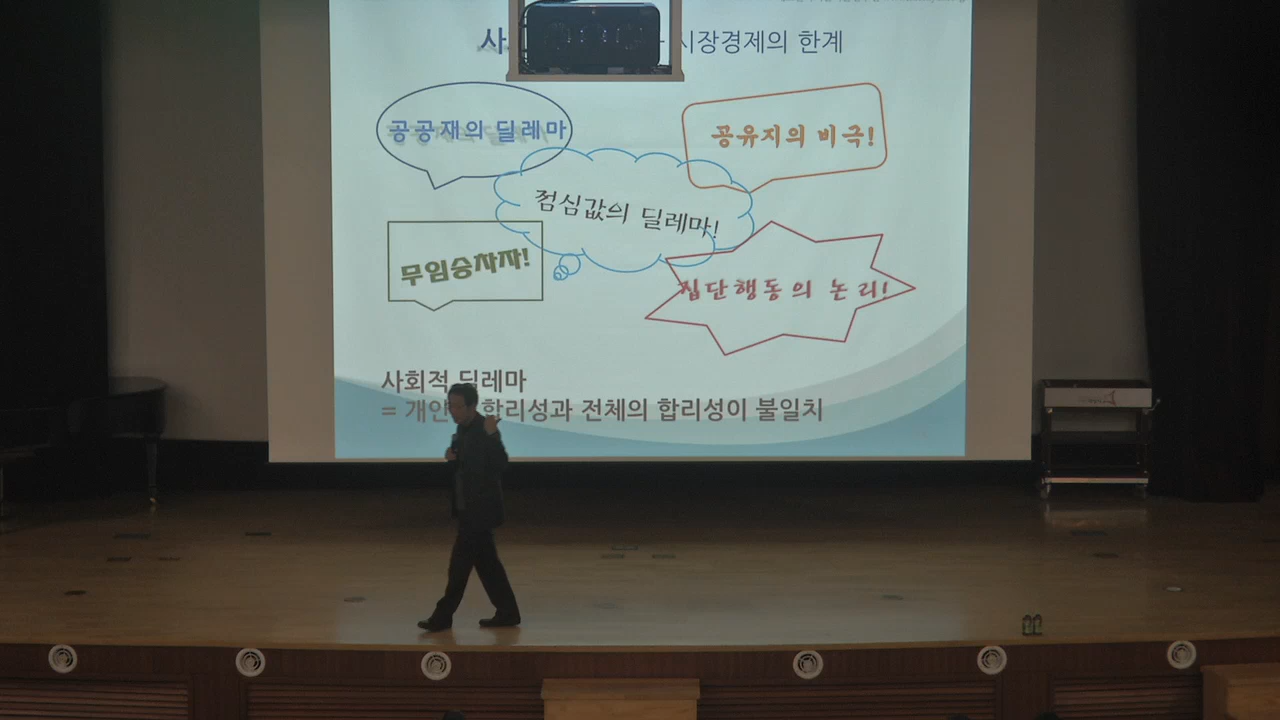 시장경제의 한계
공공재의 딜레마
공유지의 비극!
점심값의 딜레마!
무임승차자!
집단행동의 논리!
사회적 딜레마
= 합리성과 전체의 합리성이 불일치